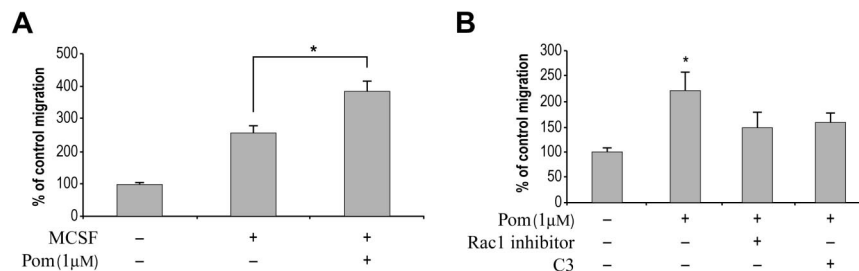 A
% of control migration
500
400
300
200
100
0
*
MCSF – + +
Pom(1μM) – – +
B
% of control migration
300
250
200
150
100
50
0
*
Pom(1μM) – + + +
Rac1 inhibitor – – + –
C3 – – – +